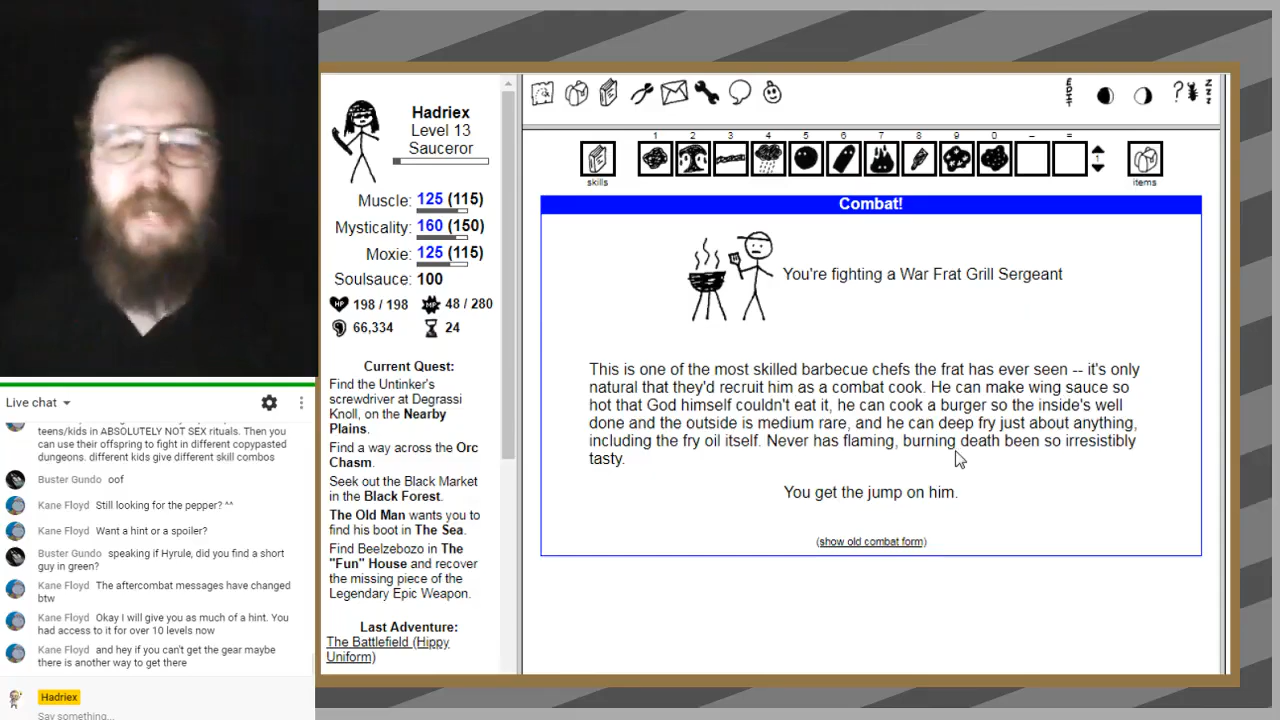 Live chat
teens/kids in ABSOLUTELY NOT SEX rituals. Then you
can use their offspring to fight in different copypasted
dungeons. different kids give different skill combos
Buster Gundo oof
Kane Floyd Still looking for the pepper? ^^
Kane Floyd Want a hint or a spoiler?
Buster Gundo speaking if Hyrule, did you find a short
guy in green?
Kane Floyd The aftercombat messages have changed
btw
Kane Floyd Okay I will give you as much of a hint. You
had access to it for over 10 levels now
Kane Floyd and hey if you can't get the gear maybe
there is another way to get there
Hadriex
Say something...
Hadriex
Level 13
Sauceror
Muscle: 125 (115)
Mysticality: 160 (150)
Moxie: 125 (115)
Soulsauce: 100
HP 198 / 198 MP 48 / 280
66,334 24
Current Quest:
Find the Untinker's
screwdriver at Degrassi
Knoll, on the Nearby
Plains.
Find a way across the Orc
Chasm.
Seek out the Black Market
in the Black Forest.
The Old Man wants you to
find his boot in The Sea.
Find Beelzebozo in The
"Fun" House and recover
the missing piece of the
Legendary Epic Weapon.
Last Adventure:
The Battlefield (Hippy
Uniform)
1 2 3 4 5 6 7 8 9 0 - =
1
skills
items
Combat!
You're fighting a War Frat Grill Sergeant
This is one of the most skilled barbecue chefs the frat has ever seen -- it's only
natural that they'd recruit him as a combat cook. He can make wing sauce so
hot that God himself couldn't eat it, he can cook a burger so the inside's well
done and the outside is medium rare, and he can deep fry just about anything,
including the fry oil itself. Never has flaming, burning death been so irresistibly
tasty.
You get the jump on him.
(show old combat form)